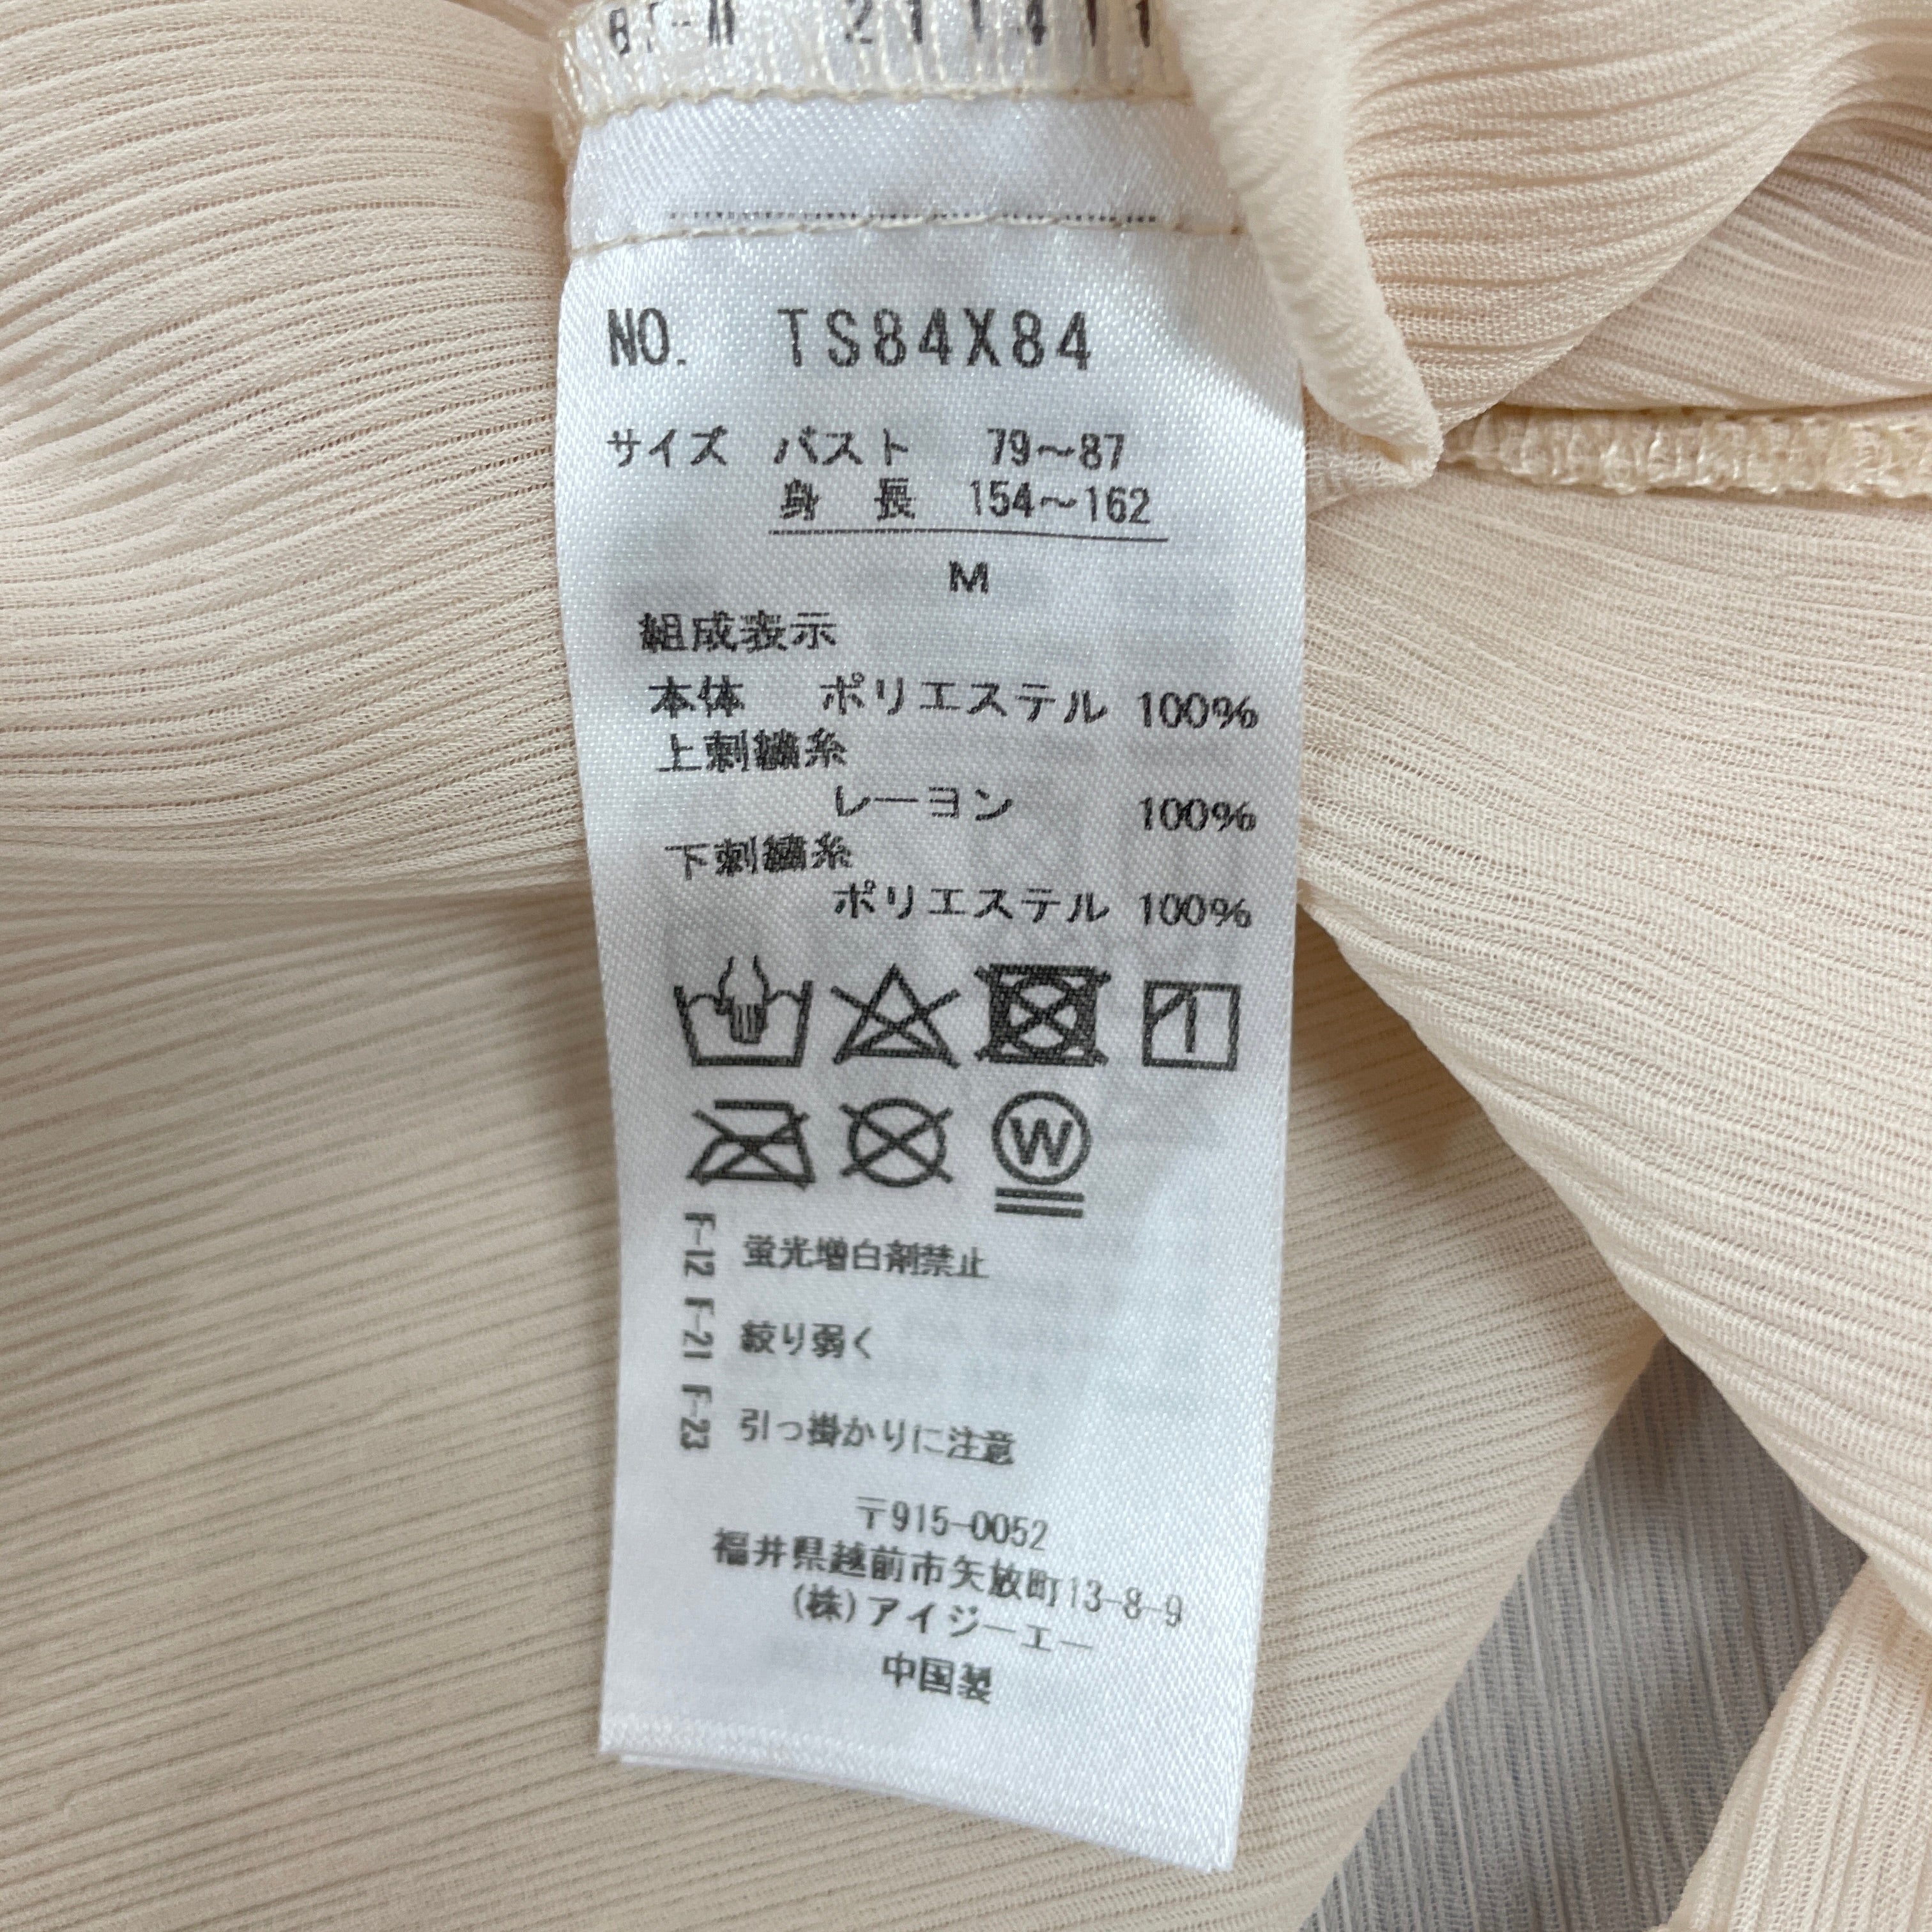 NO. TS84X84
サイズ バスト 79～87
身 長 154～162
M
組成表示
本体 ポリエステル 100%
上刺繍糸
レーヨン 100%
下刺繍糸
ポリエステル 100%
W
F-12 蛍光増白剤禁止
F-21 絞り弱く
F-23 引っ掛かりに注意
〒915-0052
福井県越前市矢放町13-8-9
(株)アイジーエー
中国製